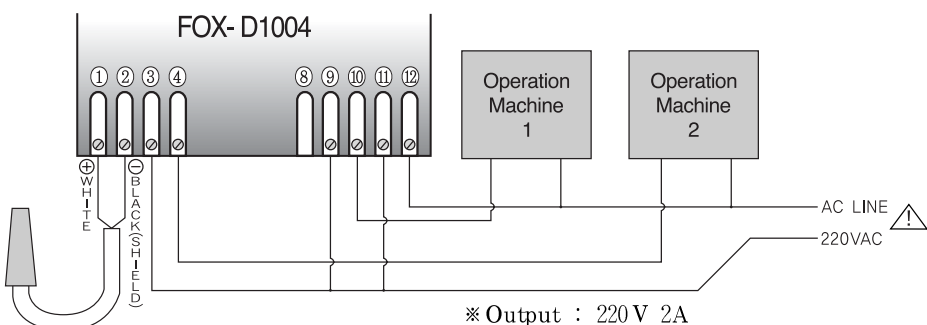 FOX-D1004
① ② ③ ④ ⑧ ⑨ ⑩ ⑪ ⑫
Operation
Machine
1
Operation
Machine
2
⊕ WHITE
⊖ BLACK(SHIELD)
AC LINE
220VAC
※ Output : 220V 2A